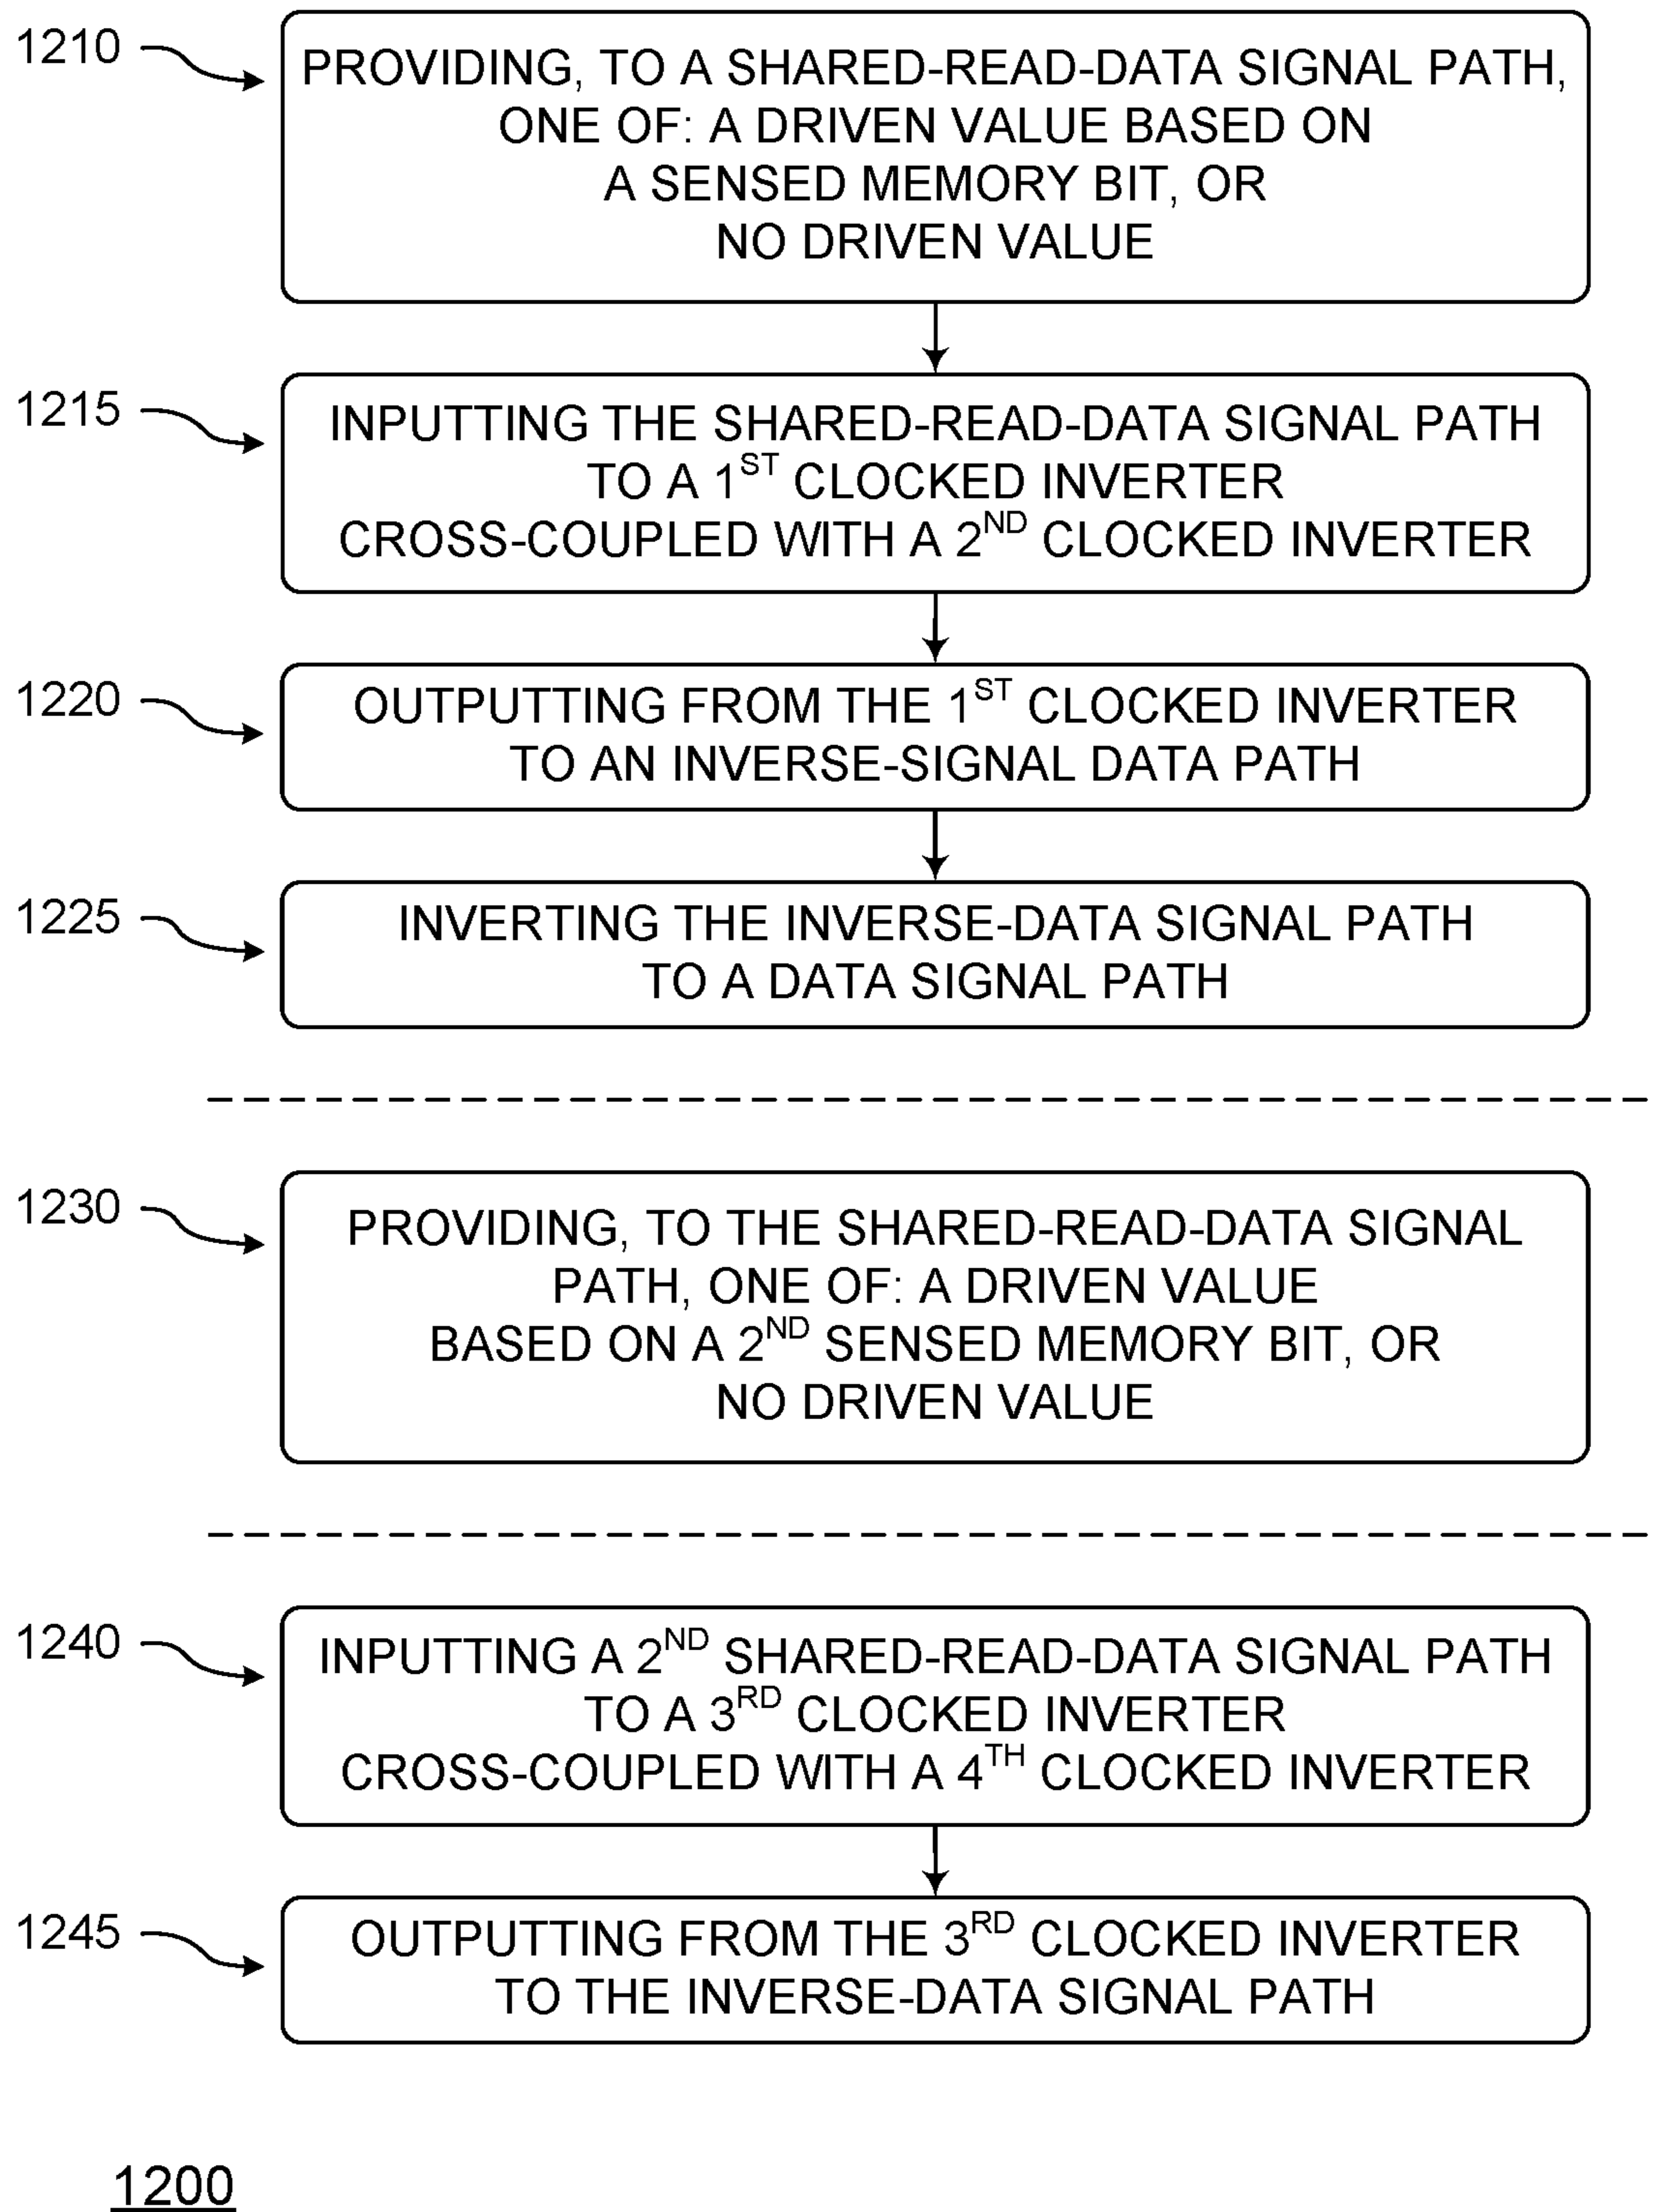 1210
PROVIDING, TO A SHARED-READ-DATA SIGNAL PATH,
ONE OF: A DRIVEN VALUE BASED ON
A SENSED MEMORY BIT, OR
NO DRIVEN VALUE
1215
INPUTTING THE SHARED-READ-DATA SIGNAL PATH
TO A 1ST CLOCKED INVERTER
CROSS-COUPLED WITH A 2ND CLOCKED INVERTER
1220
OUTPUTTING FROM THE 1ST CLOCKED INVERTER
TO AN INVERSE-SIGNAL DATA PATH
1225
INVERTING THE INVERSE-DATA SIGNAL PATH
TO A DATA SIGNAL PATH
1230
PROVIDING, TO THE SHARED-READ-DATA SIGNAL
PATH, ONE OF: A DRIVEN VALUE
BASED ON A 2ND SENSED MEMORY BIT, OR
NO DRIVEN VALUE
1240
INPUTTING A 2ND SHARED-READ-DATA SIGNAL PATH
TO A 3RD CLOCKED INVERTER
CROSS-COUPLED WITH A 4TH CLOCKED INVERTER
1245
OUTPUTTING FROM THE 3RD CLOCKED INVERTER
TO THE INVERSE-DATA SIGNAL PATH
1200